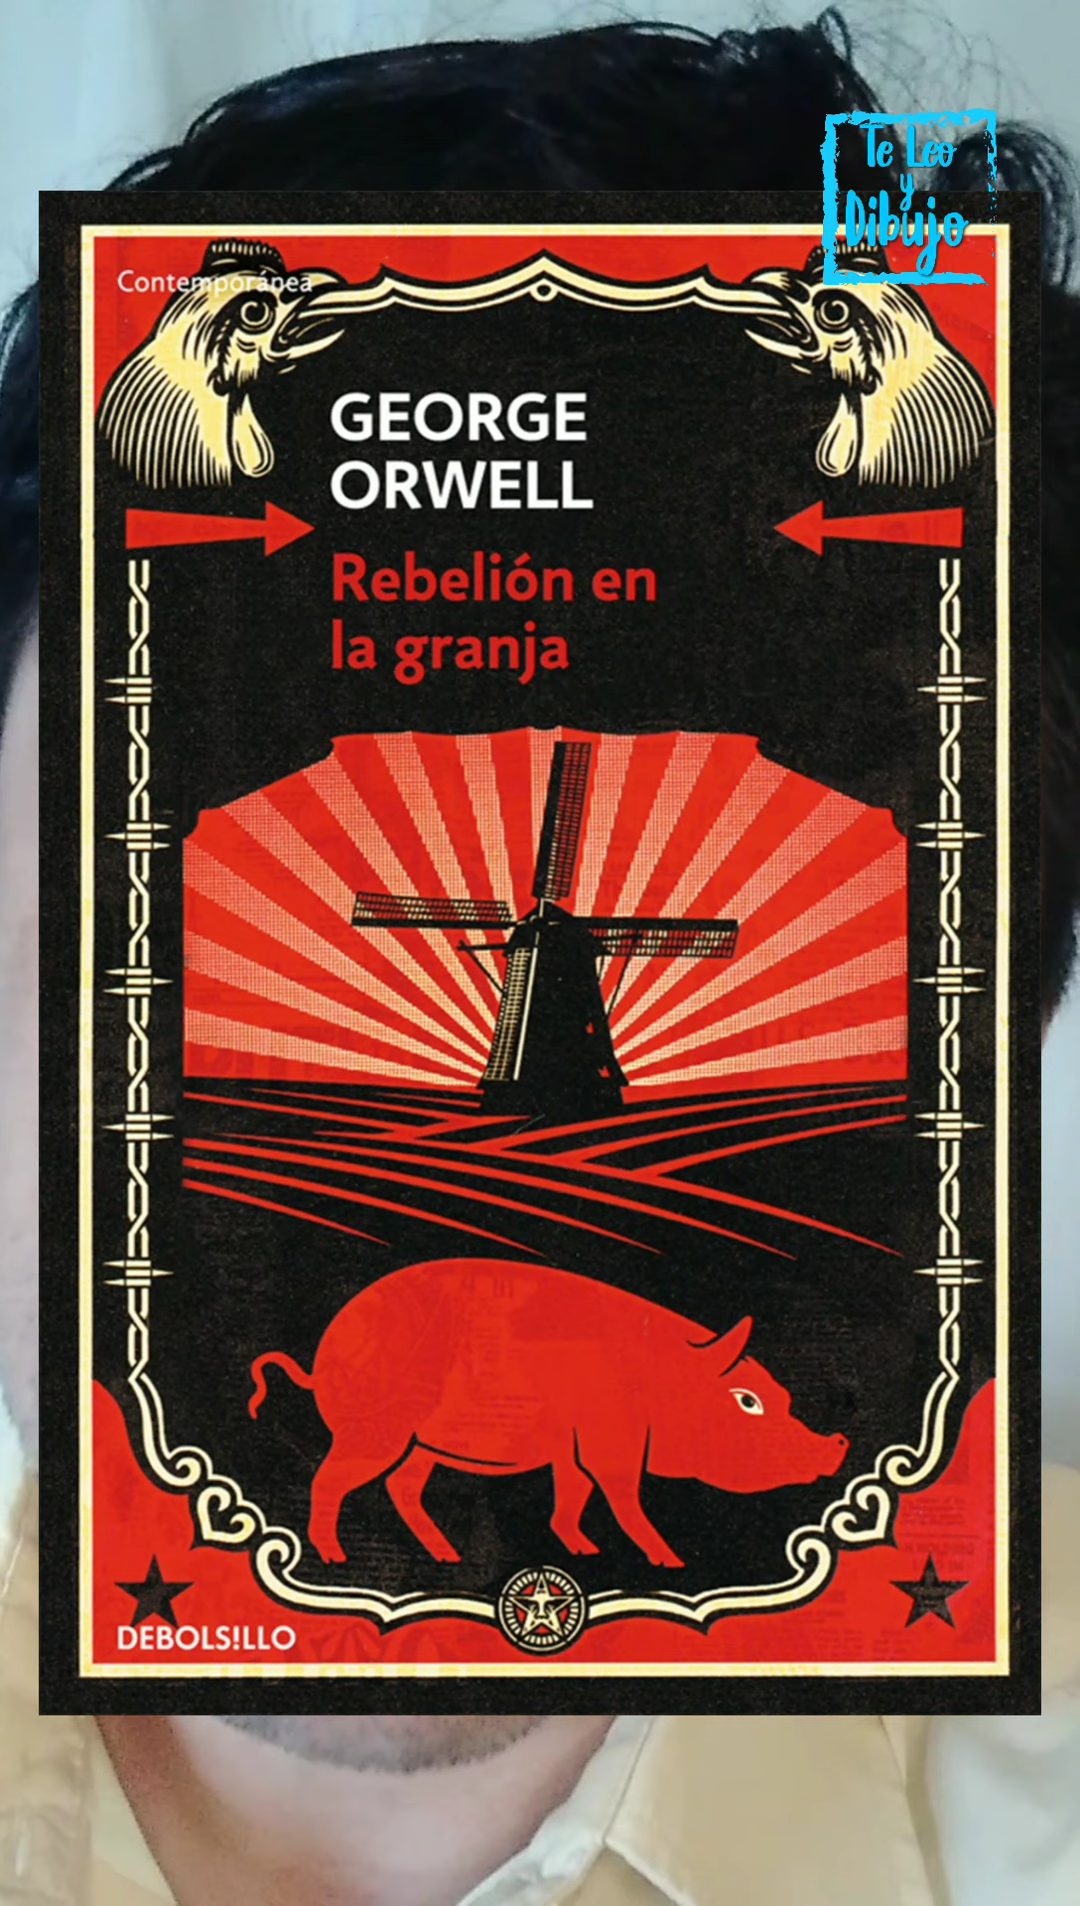 Te Leo
y
Dibujo
Contemporánea
GEORGE
ORWELL
Rebelión en
la granja
DEBOLS!LLO